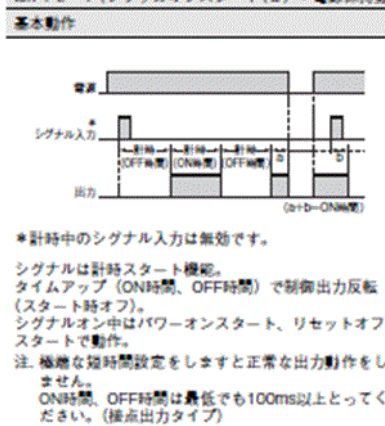 基本動作
電源
*
シグナル入力
計時 計時 計時 a b
(OFF時間) (ON時間) (OFF時間)
出力
(a+b=ON時間)
*計時中のシグナル入力は無効です。
シグナルは計時スタート機能。
タイムアップ（ON時間、OFF時間）で制御出力反転
（スタート時オフ）。
シグナルオン中はパワーオンスタート、リセットオフ
スタートで動作。
注. 極端な短時間設定をしますと正常な出力動作をし
ません。
ON時間、OFF時間は最低でも100ms以上とってく
ださい。（接点出力タイプ）